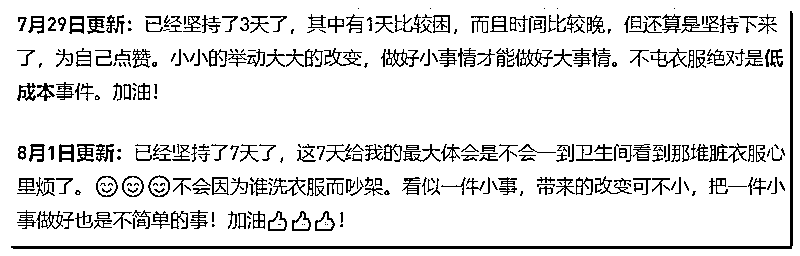 7月29日更新：已经坚持了3天了，其中有1天比较困，而且时间比较晚，但还算是坚持下来
了，为自己点赞。小小的举动大大的改变，做好小事情才能做好大事情。不屯衣服绝对是低
成本事件。加油！
8月1日更新：已经坚持了7天了，这7天给我的最大体会是不会一到卫生间看到那堆脏衣服心
里烦了。😊😊😊不会因为谁洗衣服而吵架。看似一件小事，带来的改变可不小，把一件小
事做好也是不简单的事！加油👍👍👍！